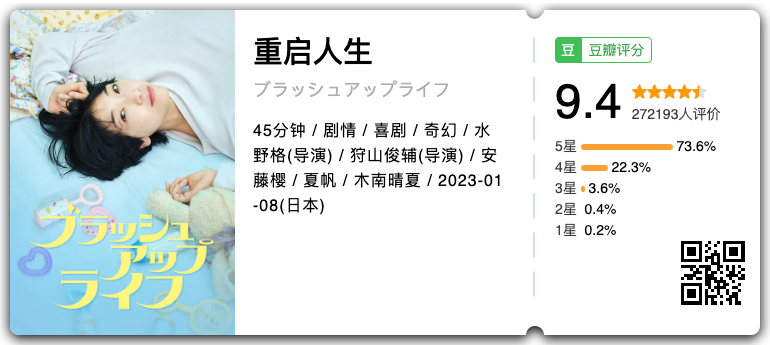 ブラッシュ
アップ
ライフ
重启人生
ブラッシュアップライフ
45分钟 / 剧情 / 喜剧 / 奇幻 / 水
野格(导演) / 狩山俊辅(导演) / 安
藤樱 / 夏帆 / 木南晴夏 / 2023-01
-08(日本)
豆 豆瓣评分
9.4
272193人评价
5星 73.6%
4星 22.3%
3星 3.6%
2星 0.4%
1星 0.2%